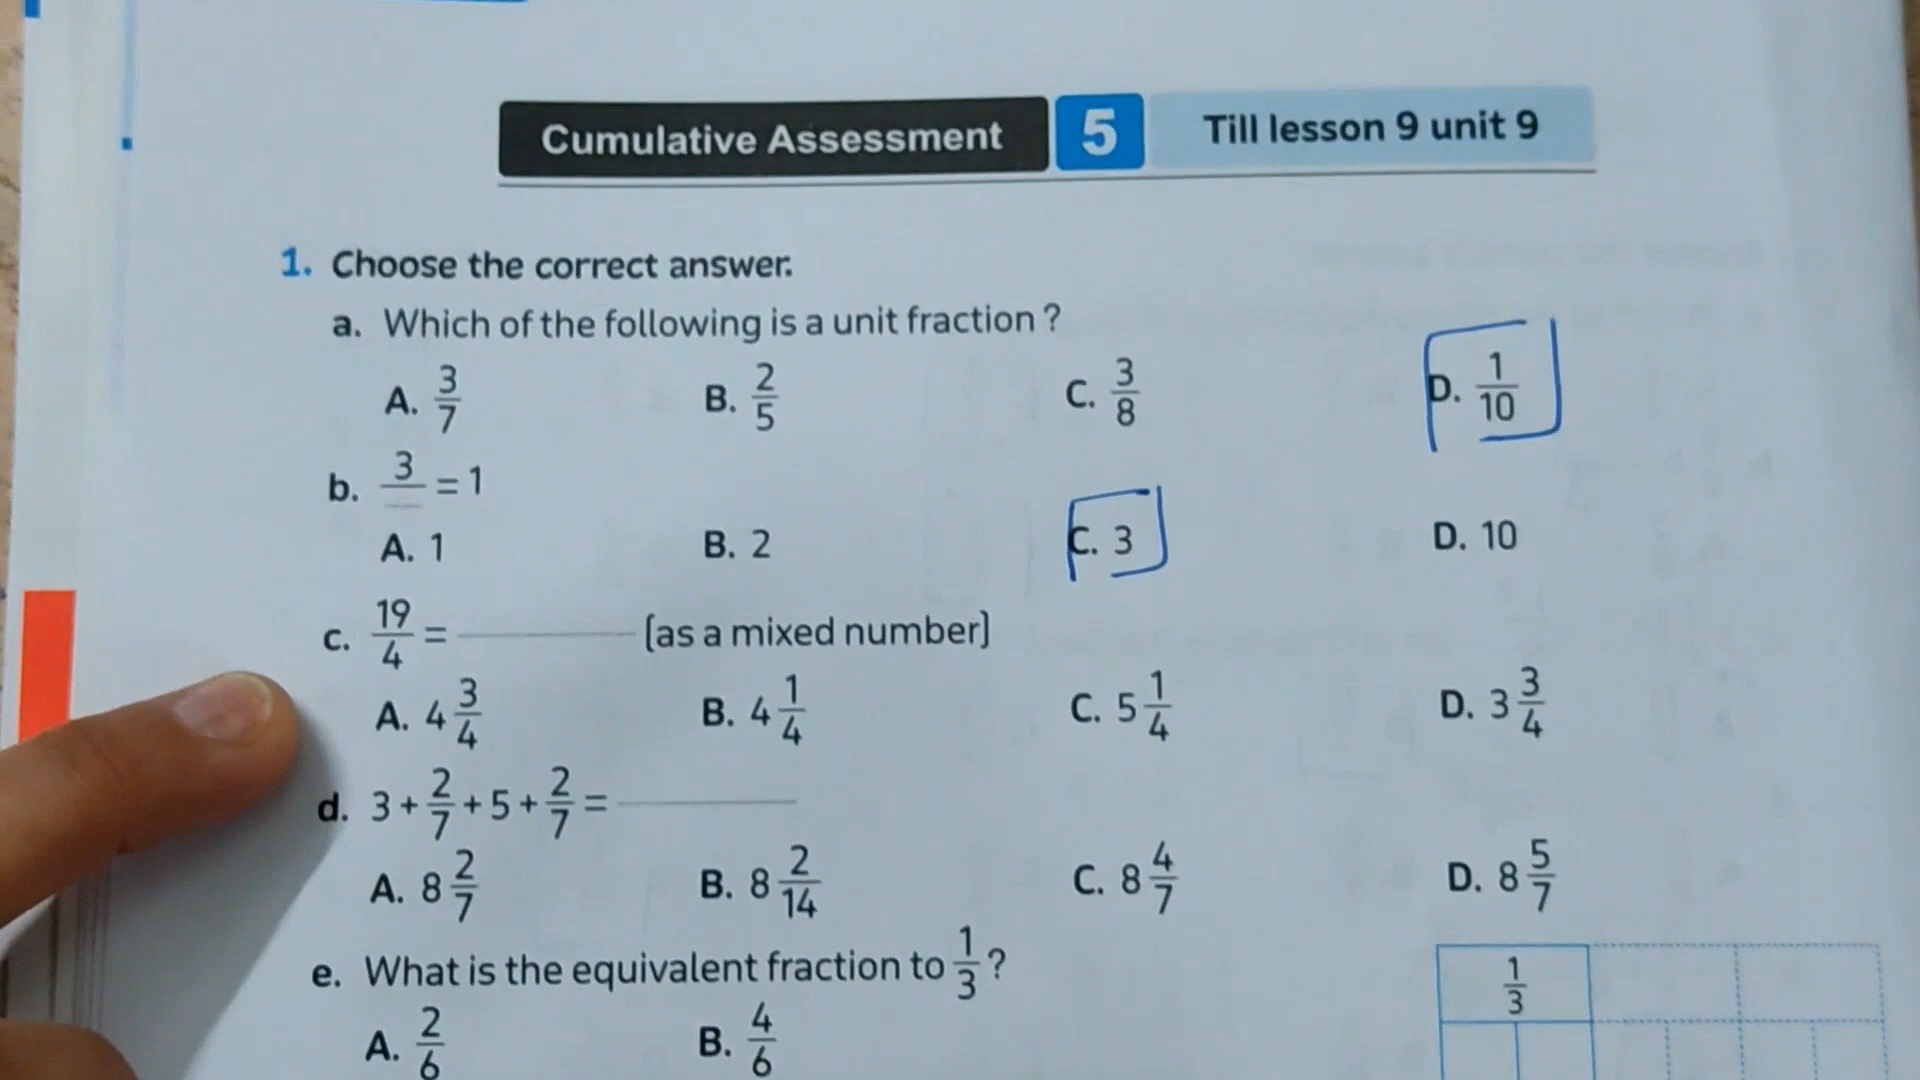 Cumulative Assessment 5 Till lesson 9 unit 9
1. Choose the correct answer.
a. Which of the following is a unit fraction ?
A. 3/7 B. 2/5 C. 3/8 D. 1/10
b. 3/__ = 1
A. 1 B. 2 C. 3 D. 10
c. 19/4 = ________ (as a mixed number)
A. 4 3/4 B. 4 1/4 C. 5 1/4 D. 3 3/4
d. 3 + 2/7 + 5 + 2/7 = ________
A. 8 2/7 B. 8 2/14 C. 8 4/7 D. 8 5/7
e. What is the equivalent fraction to 1/3 ?
1/3
A. 2/6 B. 4/6